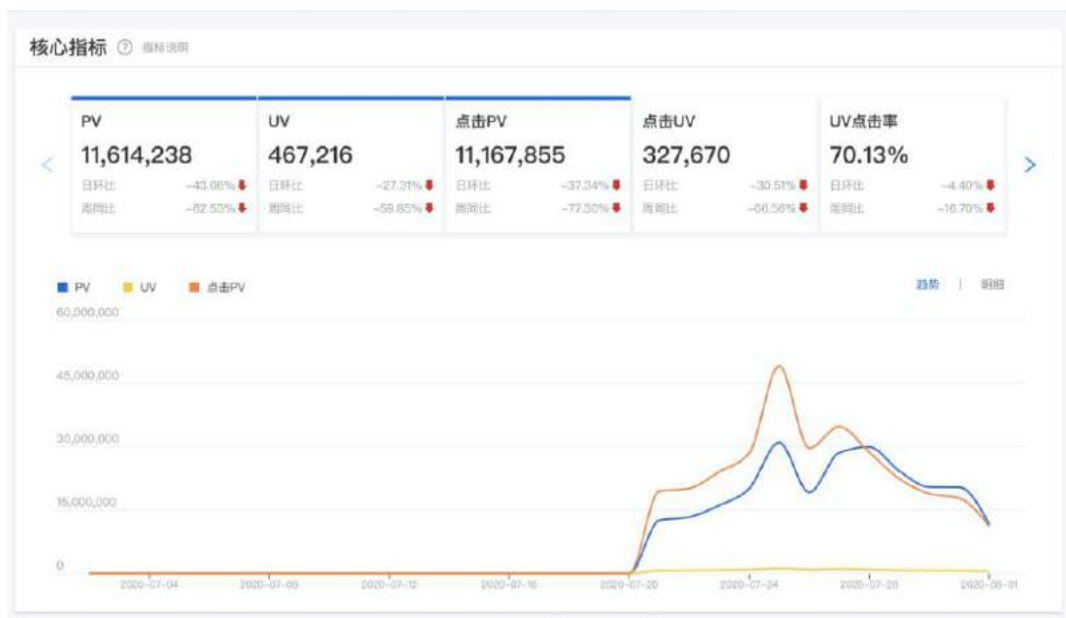 核心指标 ? 指标说明
PV
11,614,238
日环比 -43.06%
周同比 -62.53%
UV
467,216
日环比 -27.31%
周同比 -59.85%
点击PV
11,167,855
日环比 -37.34%
周同比 -77.30%
点击UV
327,670
日环比 -30.51%
周同比 -66.56%
UV点击率
70.13%
日环比 -4.40%
周同比 -16.70%
PV UV 点击PV
趋势 | 明细
60,000,000
45,000,000
30,000,000
15,000,000
0
2020-07-04 2020-07-08 2020-07-12 2020-07-16 2020-07-20 2020-07-24 2020-07-28 2020-08-01